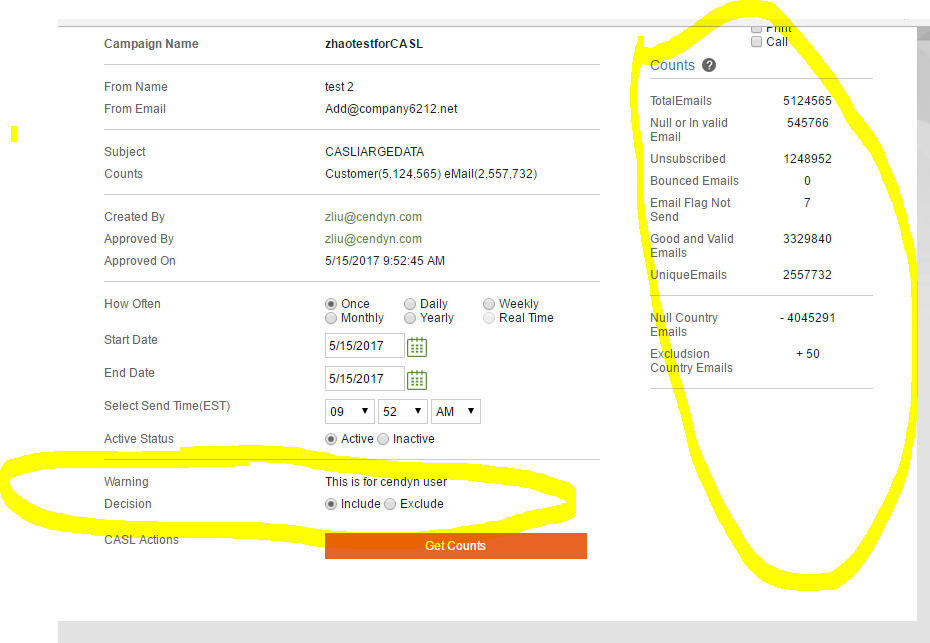 Campaign Name zhaotestforCASL
From Name test 2
From Email Add@company6212.net
Subject CASLIARGEDATA
Counts Customer(5,124,565) eMail(2,557,732)
Created By zliu@cendyn.com
Approved By zliu@cendyn.com
Approved On 5/15/2017 9:52:45 AM
How Often Once Daily Weekly
Monthly Yearly Real Time
Start Date 5/15/2017
End Date 5/15/2017
Select Send Time(EST) 09 52 AM
Active Status Active Inactive
Warning This is for cendyn user
Decision Include Exclude
CASL Actions Get Counts
Print
Call
Counts ?
TotalEmails 5124565
Null or In valid 545766
Email
Unsubscribed 1248952
Bounced Emails 0
Email Flag Not 7
Send
Good and Valid 3329840
Emails
UniqueEmails 2557732
Null Country - 4045291
Emails
Excludsion + 50
Country Emails